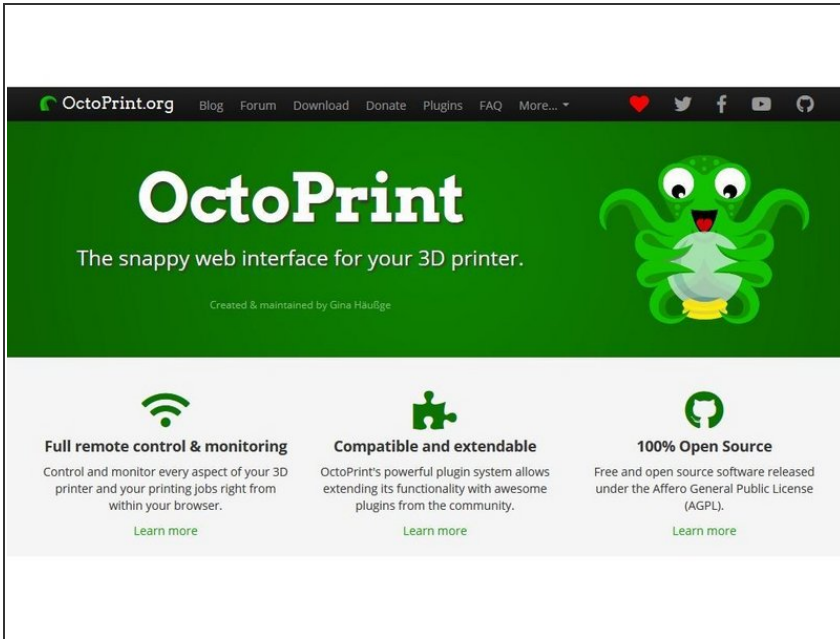 OctoPrint.org Blog Forum Download Donate Plugins FAQ More...
OctoPrint
The snappy web interface for your 3D printer.
Created & maintained by Gina Häußge
Full remote control & monitoring
Control and monitor every aspect of your 3D
printer and your printing jobs right from
within your browser.
Learn more
Compatible and extendable
OctoPrint's powerful plugin system allows
extending its functionality with awesome
plugins from the community.
Learn more
100% Open Source
Free and open source software released
under the Affero General Public License
(AGPL).
Learn more